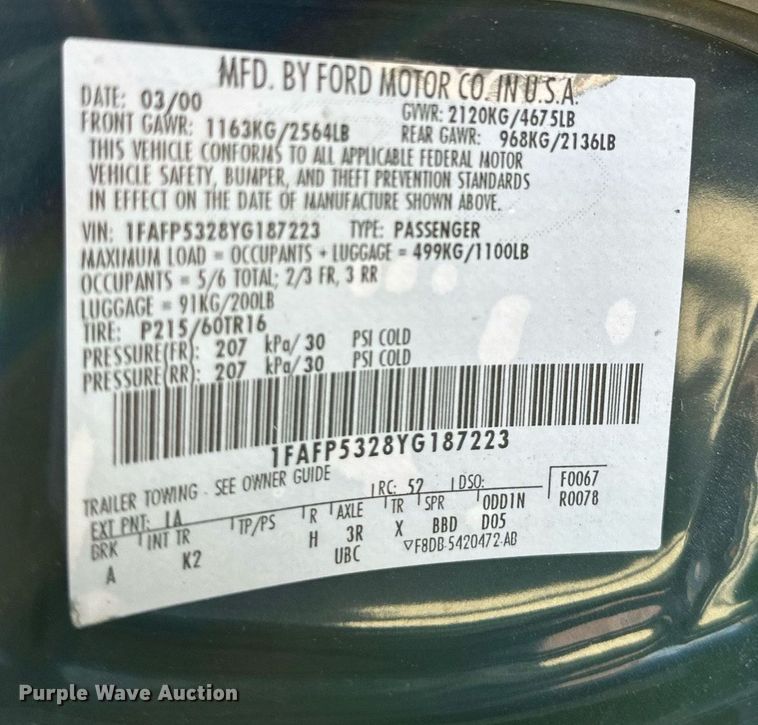 MFD. BY FORD MOTOR CO. IN U.S.A.
DATE: 03/00 GVWR: 2120KG/4675LB
FRONT GAWR: 1163KG/2564LB REAR GAWR: 968KG/2136LB
THIS VEHICLE CONFORMS TO ALL APPLICABLE FEDERAL MOTOR
VEHICLE SAFETY, BUMPER, AND THEFT PREVENTION STANDARDS
IN EFFECT ON THE DATE OF MANUFACTURE SHOWN ABOVE.
VIN: 1FAFP5328YG187223 TYPE: PASSENGER
MAXIMUM LOAD = OCCUPANTS + LUGGAGE = 499KG/1100LB
OCCUPANTS = 5/6 TOTAL; 2/3 FR, 3 RR
LUGGAGE = 91KG/200LB
TIRE: P215/60TR16
PRESSURE(FR): 207 kPa/ 30 PSI COLD
PRESSURE(RR): 207 kPa/ 30 PSI COLD
1FAFP5328YG187223
TRAILER TOWING - SEE OWNER GUIDE
EXT PNT: LA RC: 52 DSO: F0067
BRK INT TR TP/PS R AXLE TR SPR ODD1N R0078
A K2 H 3R X BBD D05
UBC ▽F8DB-5420472-AB
Purple Wave Auction